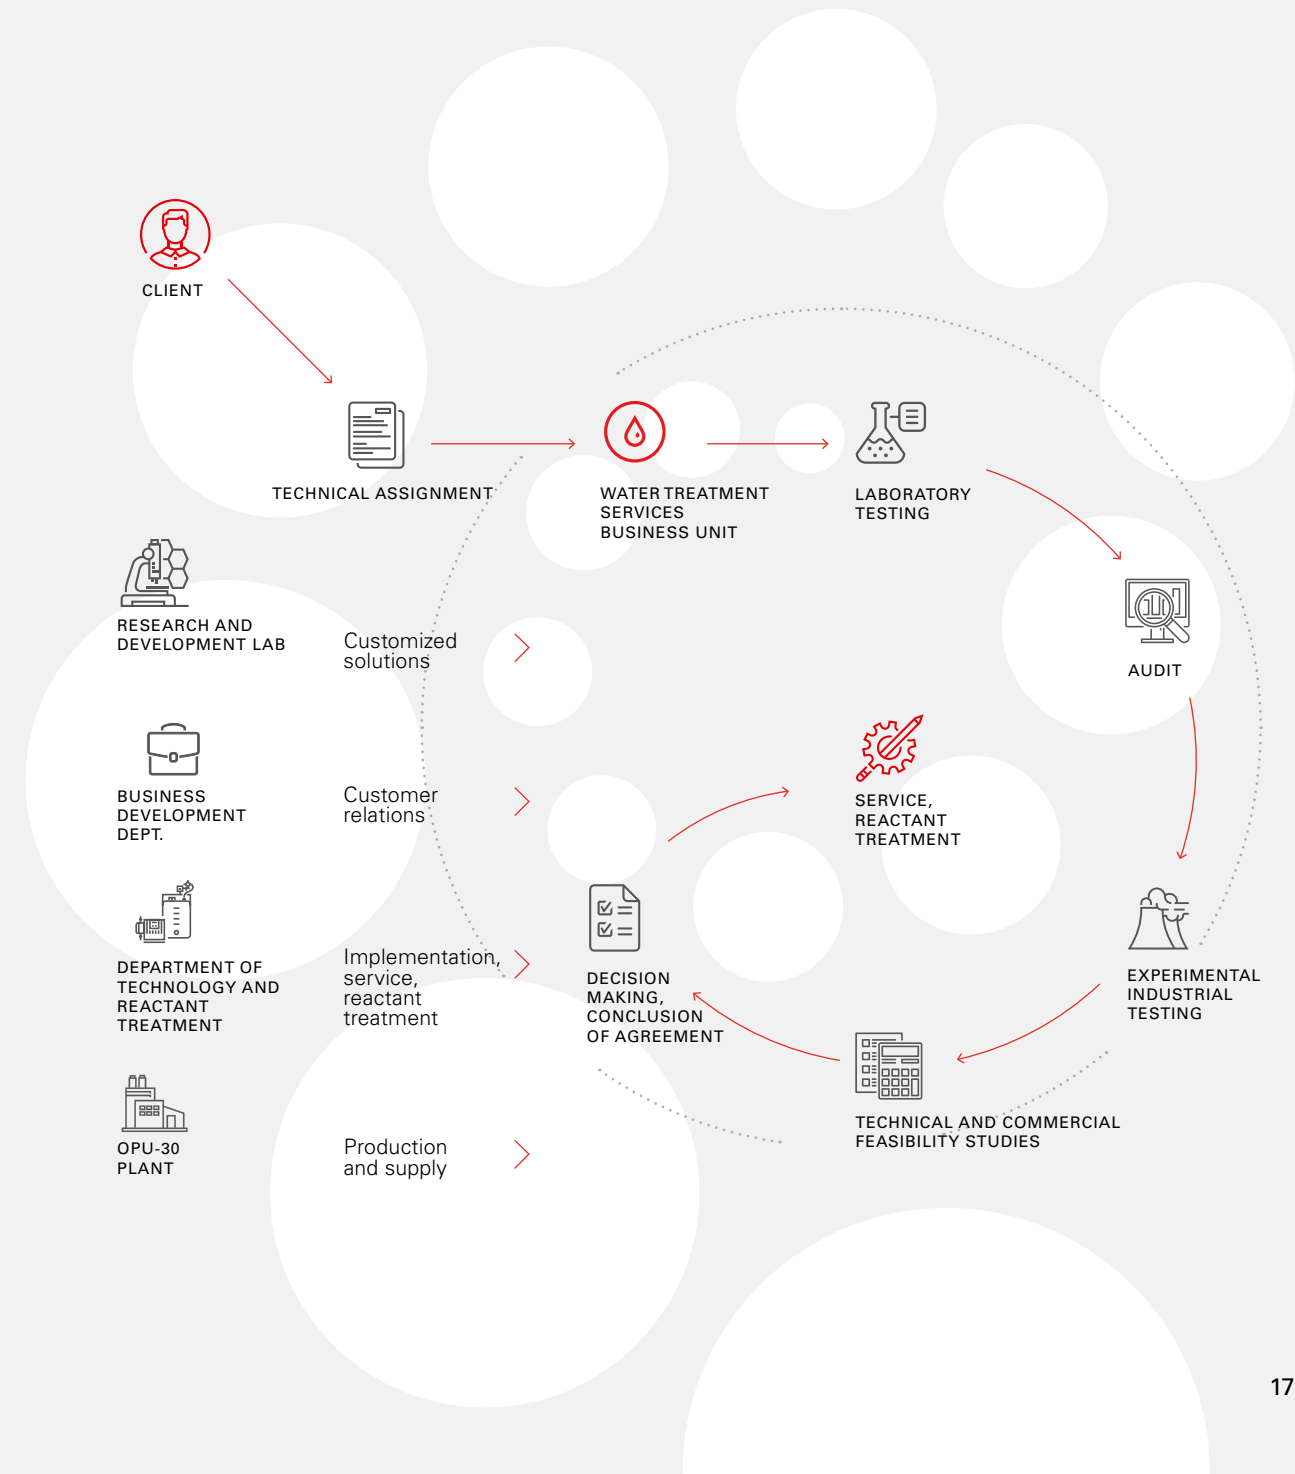 CLIENT
TECHNICAL ASSIGNMENT
WATER TREATMENT
SERVICES
BUSINESS UNIT
LABORATORY
TESTING
RESEARCH AND
DEVELOPMENT LAB
Customized
solutions
AUDIT
BUSINESS
DEVELOPMENT
DEPT.
Customer
relations
SERVICE,
REACTANT
TREATMENT
DEPARTMENT OF
TECHNOLOGY AND
REACTANT
TREATMENT
Implementation,
service,
reactant
treatment
DECISION
MAKING,
CONCLUSION
OF AGREEMENT
EXPERIMENTAL
INDUSTRIAL
TESTING
TECHNICAL AND COMMERCIAL
FEASIBILITY STUDIES
OPU-30
PLANT
Production
and supply
17